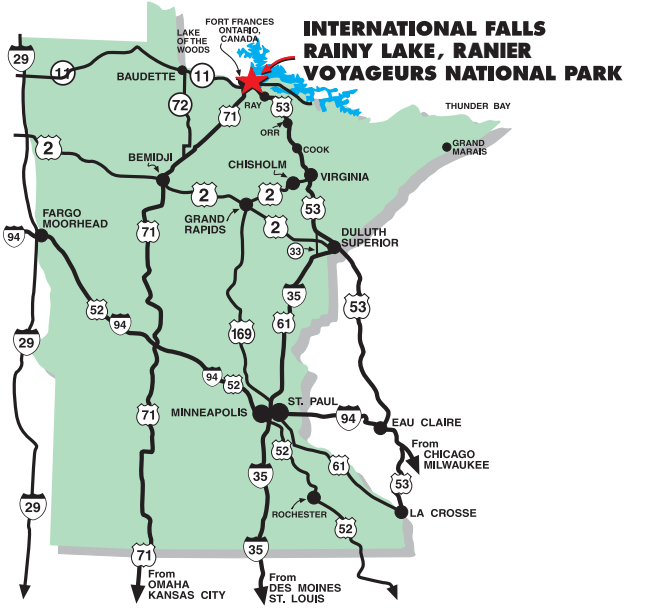 FORT FRANCES
ONTARIO,
CANADA
INTERNATIONAL FALLS
RAINY LAKE, RANIER
VOYAGEURS NATIONAL PARK
LAKE
OF THE
WOODS
29
11
BAUDETTE
11
72
RAY
53
71
ORR
THUNDER BAY
2
COOK
GRAND
MARAIS
BEMIDJI
CHISHOLM
VIRGINIA
2
2
GRAND
RAPIDS
53
2
FARGO
MOORHEAD
94
71
DULUTH
SUPERIOR
33
35
52
94
61
53
29
169
94
52
71
MINNEAPOLIS
ST. PAUL
94
EAU CLAIRE
From
CHICAGO
MILWAUKEE
52
61
35
53
29
ROCHESTER
LA CROSSE
52
71
35
From
OMAHA
KANSAS CITY
From
DES MOINES
ST. LOUIS